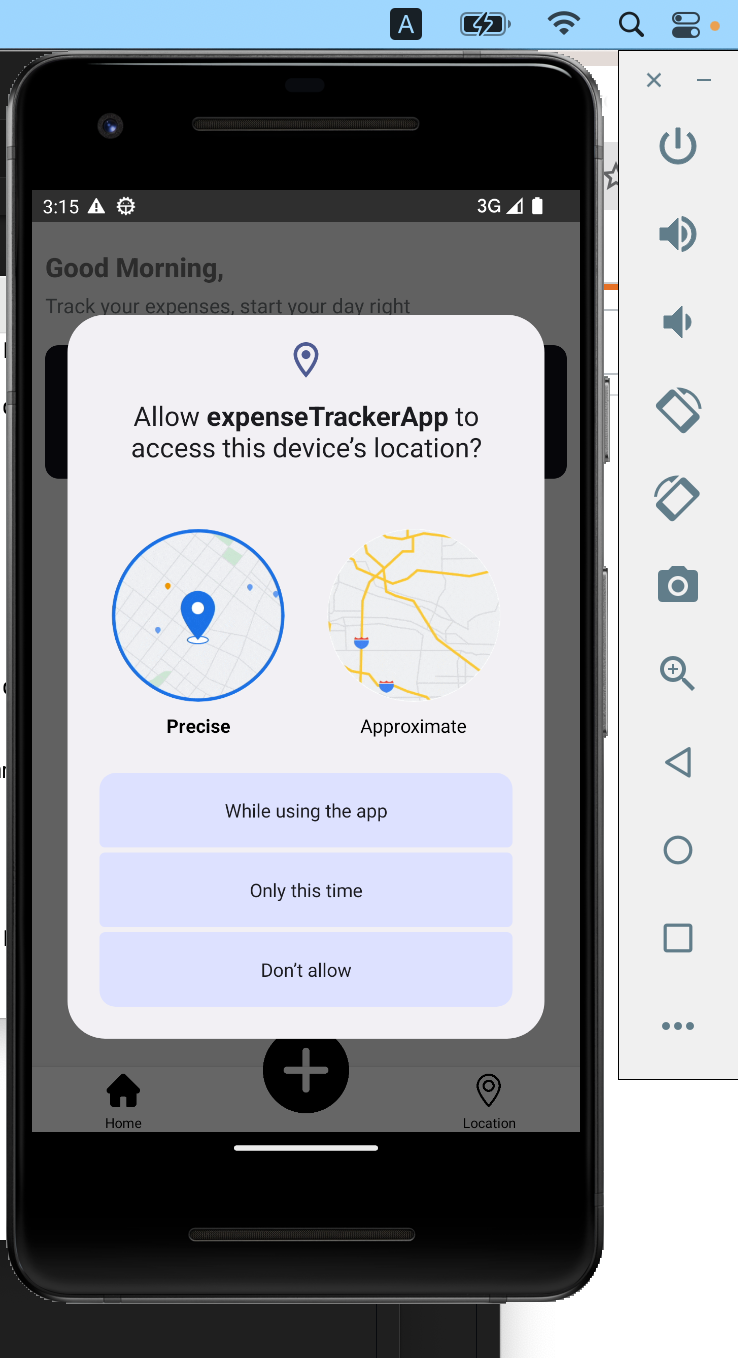 A
3:15
3G
Good Morning,
Track your expenses, start your day right
Allow expenseTrackerApp to
access this device's location?
Precise
Approximate
While using the app
Only this time
Don't allow
Home
Location